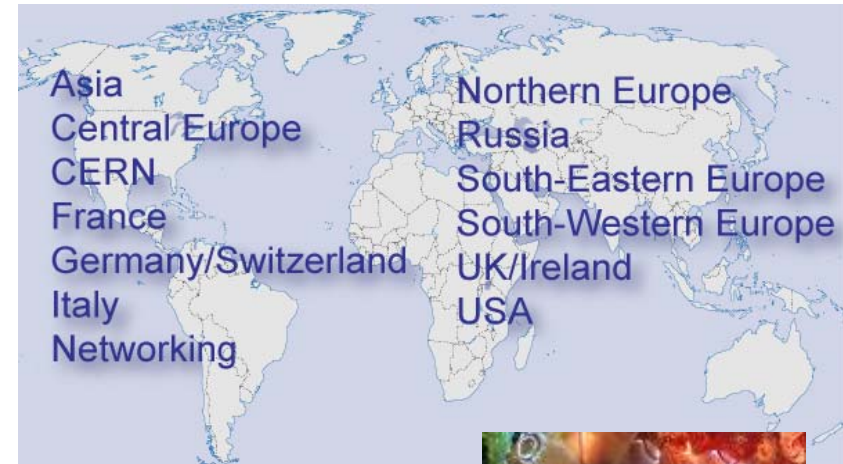 Asia
Central Europe
CERN
France
Germany/Switzerland
Italy
Networking
Northern Europe
Russia
South-Eastern Europe
South-Western Europe
UK/Ireland
USA